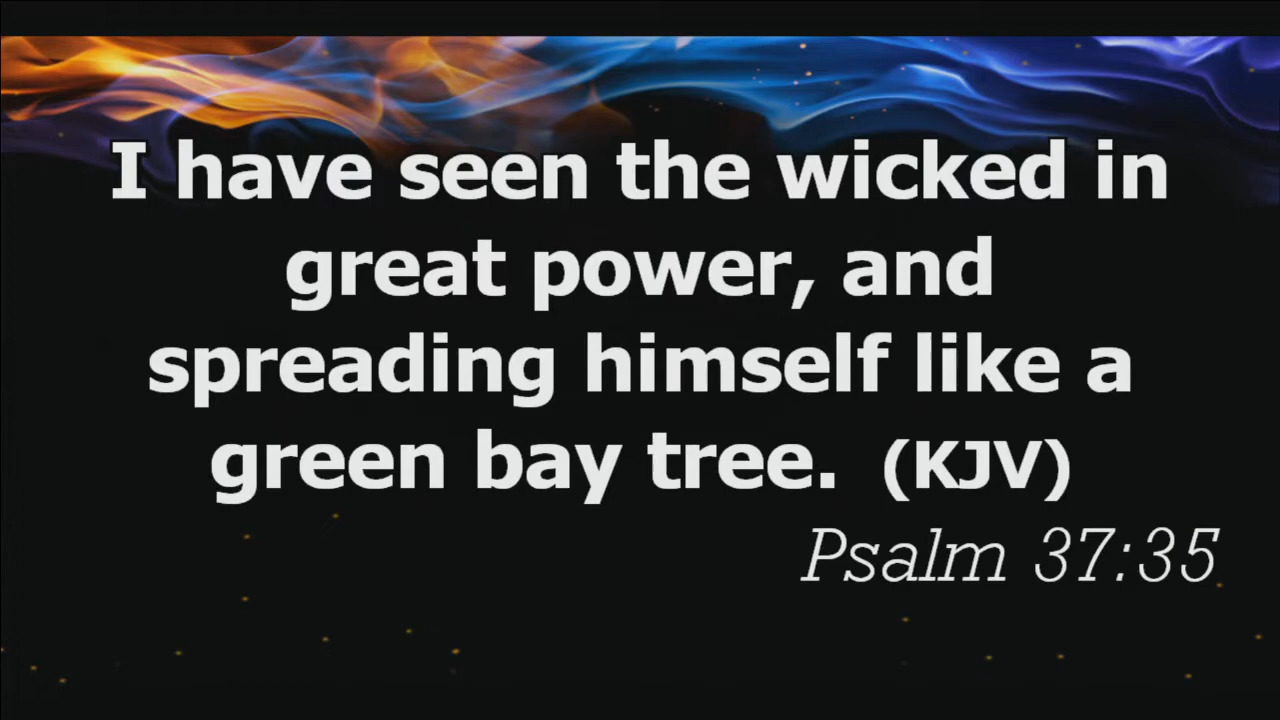 I have seen the wicked in
great power, and
spreading himself like a
green bay tree. (KJV)
Psalm 37:35